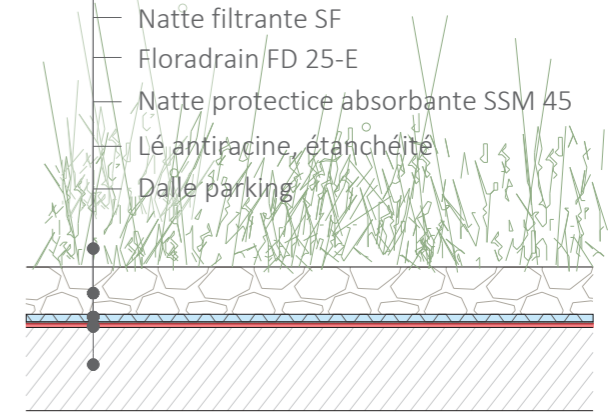 Natte filtrante SF
Floradrain FD 25-E
Natte protectice absorbante SSM 45
Lé antiracine, étanchéité
Dalle parking